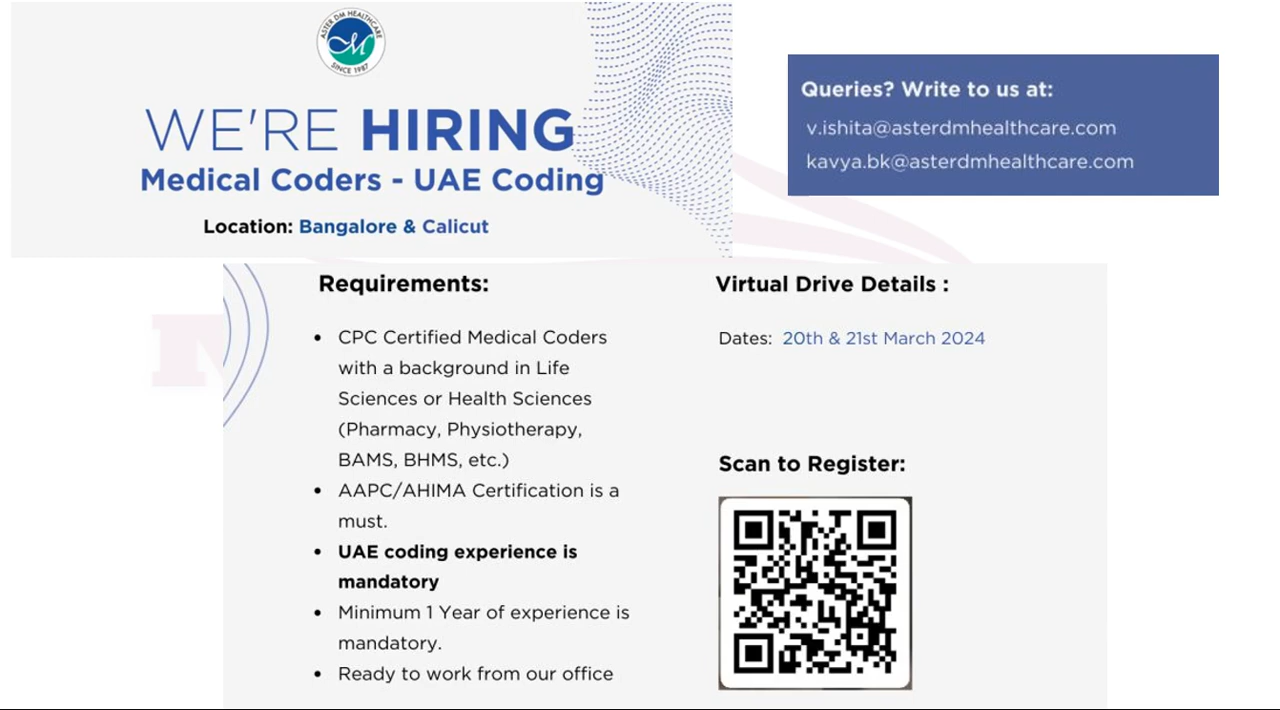 ASTER DM HEALTHCARE
SINCE 1987
WE'RE HIRING
Medical Coders - UAE Coding
Location: Bangalore & Calicut
Queries? Write to us at:
v.ishita@asterdmhealthcare.com
kavya.bk@asterdmhealthcare.com
Requirements:
• CPC Certified Medical Coders
with a background in Life
Sciences or Health Sciences
(Pharmacy, Physiotherapy,
BAMS, BHMS, etc.)
• AAPC/AHIMA Certification is a
must.
• UAE coding experience is
mandatory
• Minimum 1 Year of experience is
mandatory.
• Ready to work from our office
Virtual Drive Details :
Dates: 20th & 21st March 2024
Scan to Register: